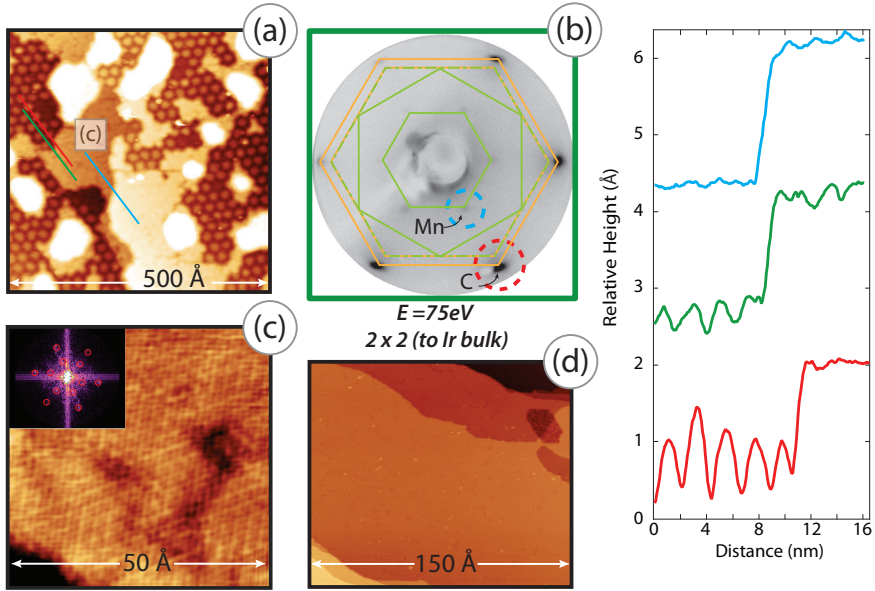 (a)
(c)
500 Å
(b)
Mn
C
E =75eV
2 x 2 (to Ir bulk)
(c)
50 Å
(d)
150 Å
Relative Height (Å)
6
5
4
3
2
1
0
0
4
8
12
16
Distance (nm)